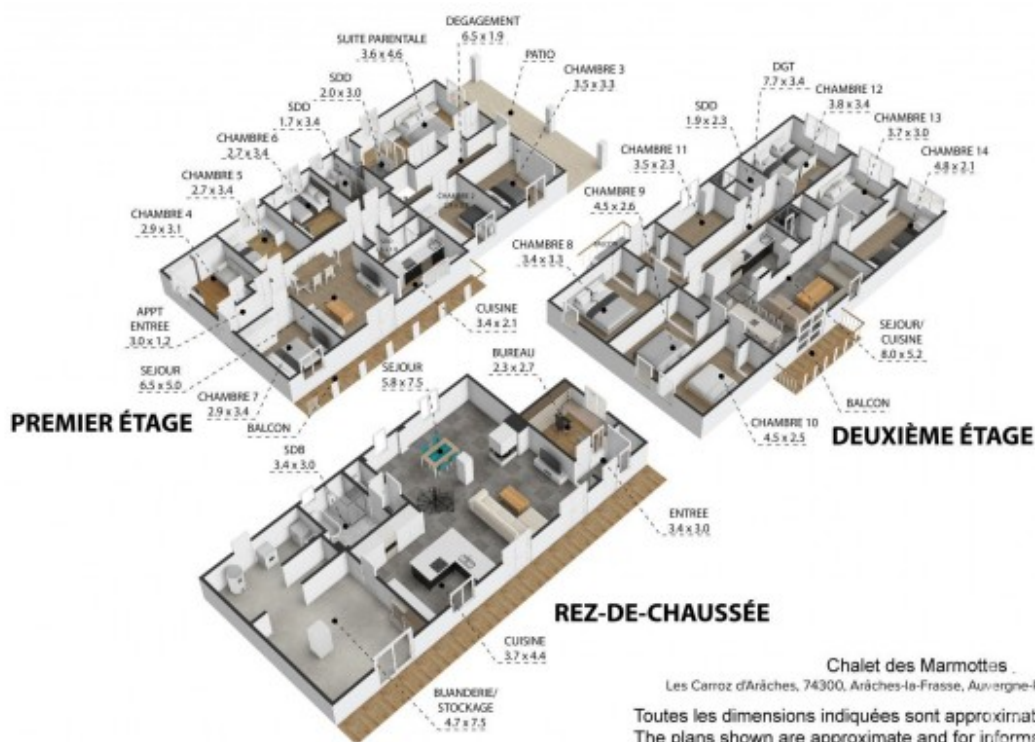 DEGAGEMENT
6.5 x 1.9
SUITE PARENTALE
3.6 x 4.6
PATIO
SDD
2.0 x 3.0
CHAMBRE 3
3.5 x 3.3
SDD
1.7 x 3.4
CHAMBRE 6
2.7 x 3.4
CHAMBRE 5
2.7 x 3.4
CHAMBRE 4
2.9 x 3.1
CHAMBRE 2
APPT
ENTREE
3.0 x 1.2
SEJOUR
6.5 x 5.0
CHAMBRE 7
2.9 x 3.4
BALCON
CUISINE
3.4 x 2.1
PREMIER ÉTAGE
DGT
7.7 x 3.4
CHAMBRE 12
3.8 x 3.4
SDD
1.9 x 2.3
CHAMBRE 13
3.7 x 3.0
CHAMBRE 14
4.8 x 2.1
CHAMBRE 11
3.5 x 2.3
CHAMBRE 9
4.5 x 2.6
CHAMBRE 8
3.4 x 3.3
SEJOUR/
CUISINE
8.0 x 5.2
BALCON
CHAMBRE 10
4.5 x 2.5
DEUXIÈME ÉTAGE
BUREAU
2.3 x 2.7
SEJOUR
5.8 x 7.5
SDB
3.4 x 3.0
ENTREE
3.4 x 3.0
REZ-DE-CHAUSSÉE
CUISINE
3.7 x 4.4
BUANDERIE/
STOCKAGE
4.7 x 7.5
Chalet des Marmottes
Les Carroz d'Arâches, 74300, Arâches-la-Frasse, Auvergne-
Toutes les dimensions indiquées sont approximat
The plans shown are approximate and for inform